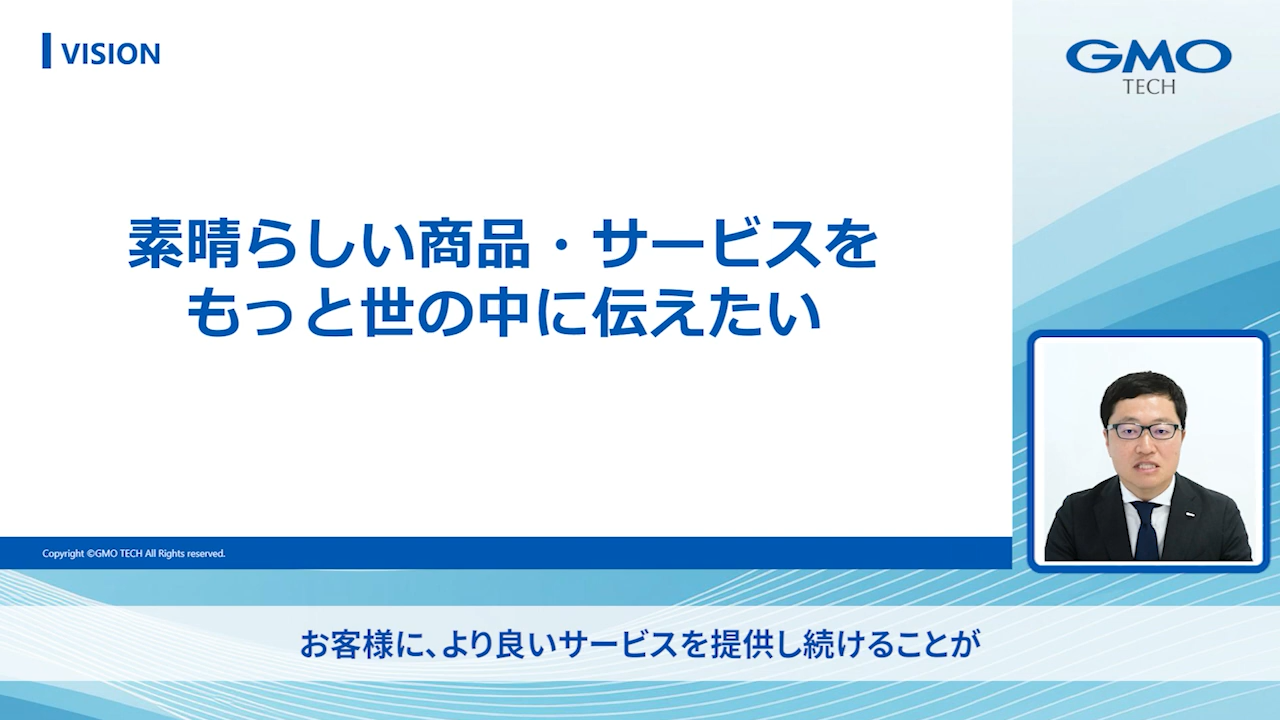 VISION
GMO
TECH
素晴らしい商品・サービスを
もっと世の中に伝えたい
Copyright ©GMO TECH All Rights reserved.
お客様に、より良いサービスを提供し続けることが